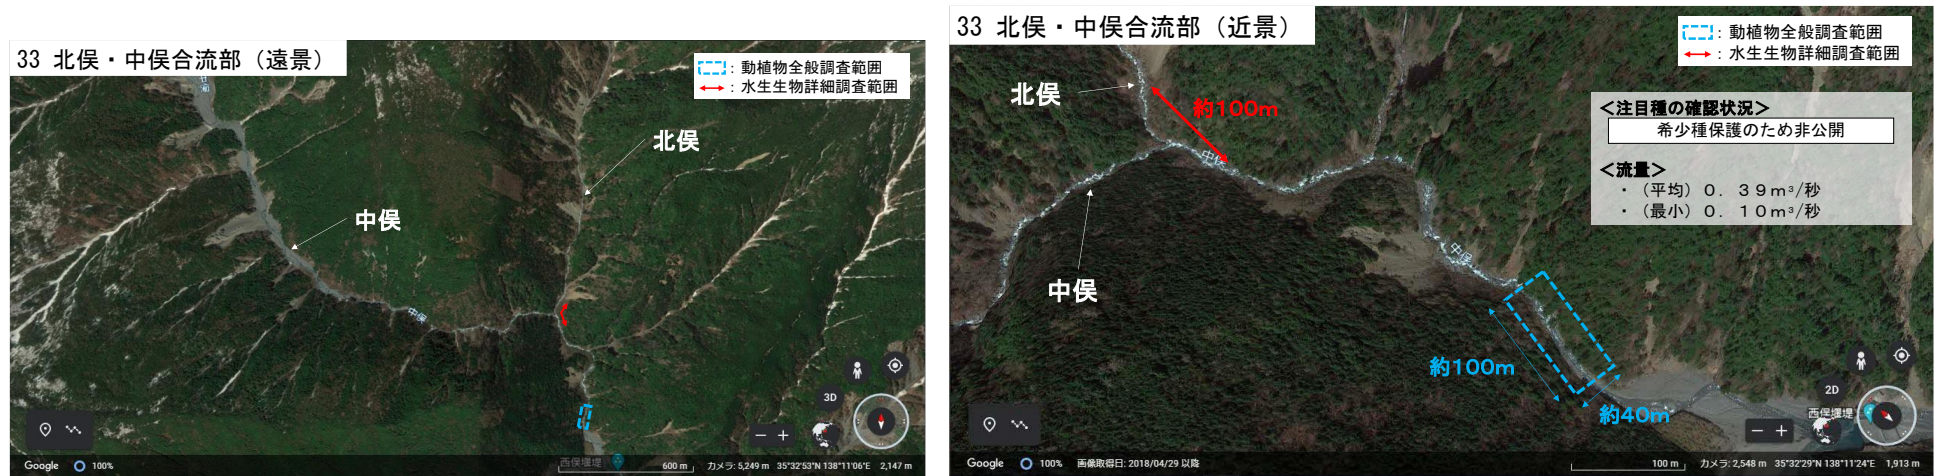 33 北俣・中俣合流部（遠景）
：動植物全般調査範囲
：水生生物詳細調査範囲
中俣
北俣
中俣
中俣
3D
西俣堰堤
Google 100% 600 m カメラ: 5,249 m 35°32'53"N 138°11'06"E 2,147 m
33 北俣・中俣合流部（近景）
：動植物全般調査範囲
：水生生物詳細調査範囲
北俣
約100m
＜注目種の確認状況＞
希少種保護のため非公開
＜流量＞
・（平均）０．３９m³/秒
・（最小）０．１０m³/秒
中俣
中俣
中俣
約100m
約40m
2D
西俣堰堤
Google 100% 画像取得日: 2018/04/29 以降 100 m カメラ: 2,548 m 35°32'29"N 138°11'24"E 1,913 m